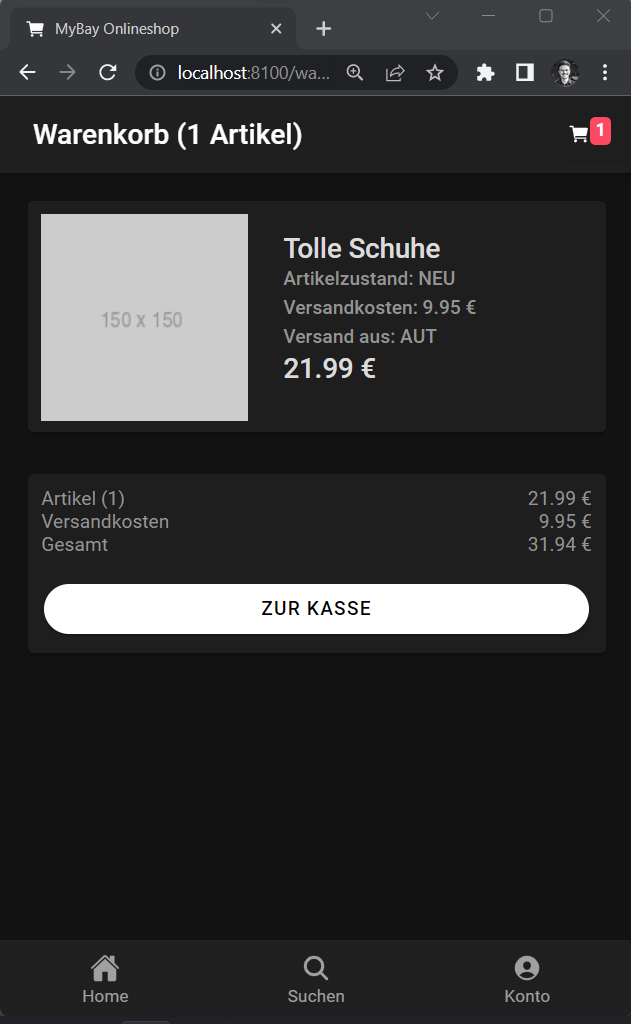 MyBay Onlineshop
localhost:8100/wa...
Warenkorb (1 Artikel)
1
150 x 150
Tolle Schuhe
Artikelzustand: NEU
Versandkosten: 9.95 €
Versand aus: AUT
21.99 €
Artikel (1) 21.99 €
Versandkosten 9.95 €
Gesamt 31.94 €
ZUR KASSE
Home Suchen Konto